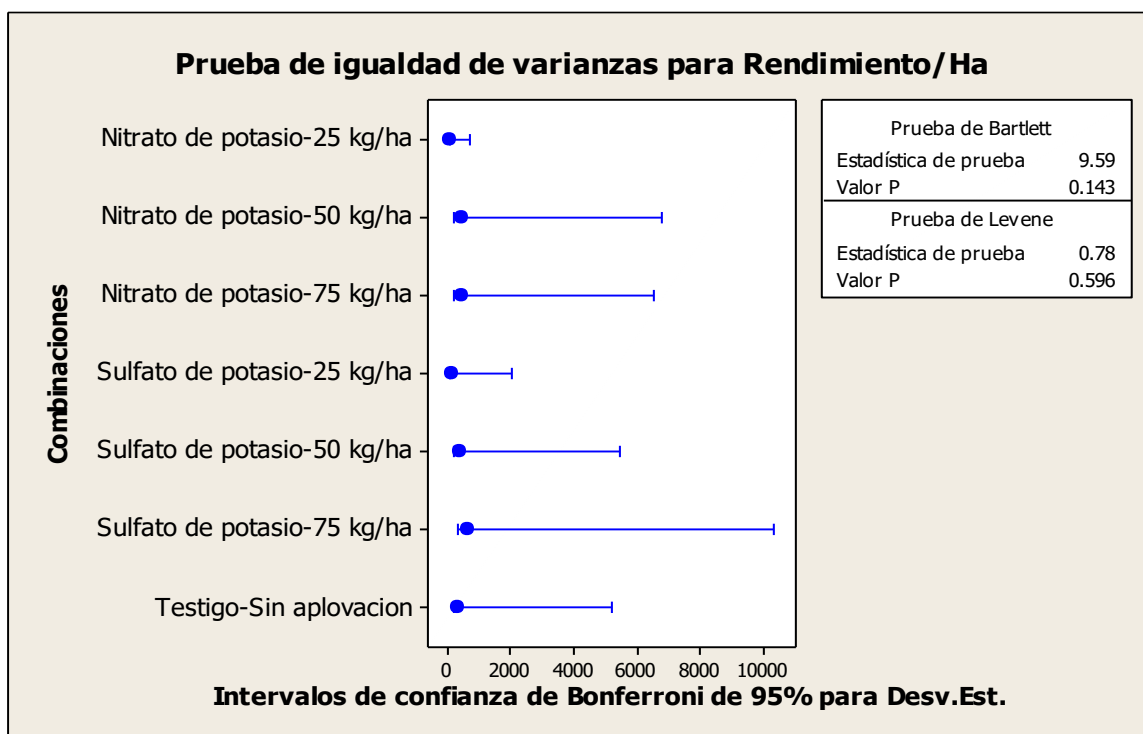 Prueba de igualdad de varianzas para Rendimiento/Ha
Combinaciones
Nitrato de potasio-25 kg/ha
Nitrato de potasio-50 kg/ha
Nitrato de potasio-75 kg/ha
Sulfato de potasio-25 kg/ha
Sulfato de potasio-50 kg/ha
Sulfato de potasio-75 kg/ha
Testigo-Sin aplovacion
0 2000 4000 6000 8000 10000
Intervalos de confianza de Bonferroni de 95% para Desv.Est.
Prueba de Bartlett
Estadística de prueba 9.59
Valor P 0.143
Prueba de Levene
Estadística de prueba 0.78
Valor P 0.596